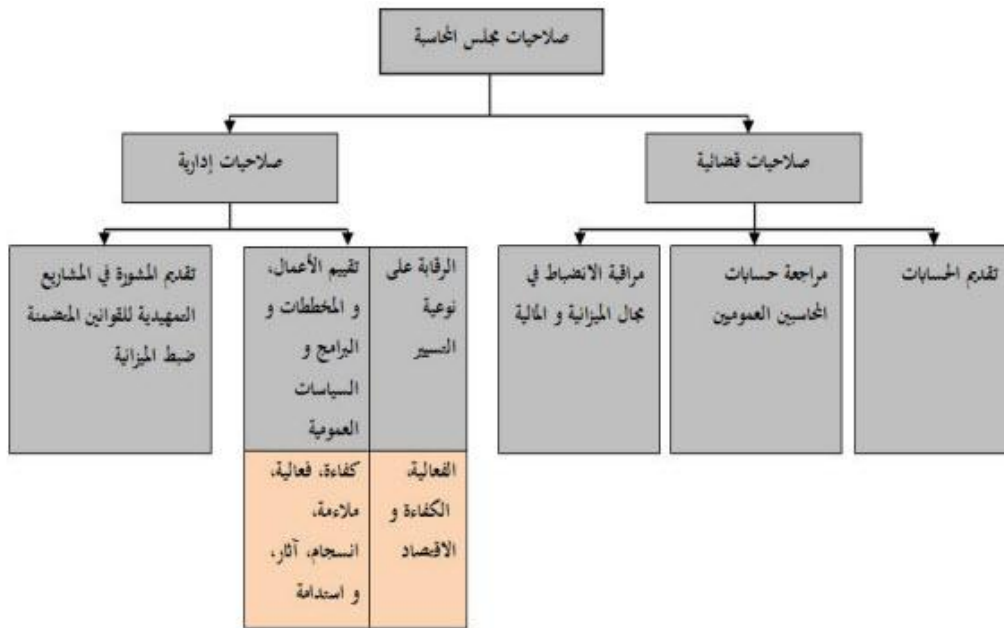 صلاحيات مجلس المحاسبة
صلاحيات قضائية
صلاحيات إدارية
تقديم الحسابات
مراجعة حسابات
المحاسبين العموميين
مراقبة الانضباط في
مجال الميزانية و المالية
الرقابة على
نوعية
التسيير
تقييم الأعمال،
و المخططات و
البرامج و
السياسات
العمومية
تقديم المشورة في المشاريع
التمهيدية للقوانين المتضمنة
ضبط الميزانية
الفعالية،
الكفاءة و
الاقتصاد
كفاءة، فعالية،
ملاءمة،
انسجام، آثار،
و استدامة